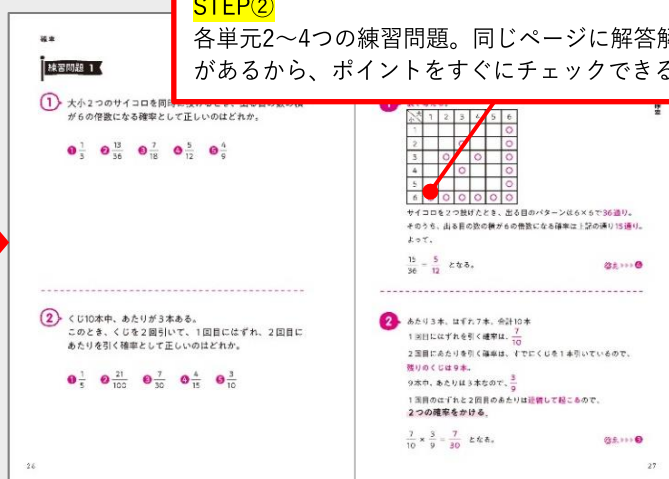 STEP②
各単元2～4つの練習問題。同じページに解答解
があるから、ポイントをすぐにチェックできる
確率
練習問題 1
1 大小2つのサイコロを同時に投げるとき、出る目の数の積
が6の倍数になる確率として正しいのはどれか。
❶ 1/3 ❷ 13/36 ❸ 7/18 ❹ 5/12 ❺ 4/9
2 くじ10本中、あたりが3本ある。
このとき、くじを2回引いて、1回目にはずれ、2回目に
あたりを引く確率として正しいのはどれか。
❶ 1/5 ❷ 21/100 ❸ 7/30 ❹ 4/15 ❺ 3/10
26
確率
大 1 2 3 4 5 6
小
1
2
3
4
5
6
サイコロを2つ投げたとき、出る目のパターンは6×6で36通り。
そのうち、出る目の数の積が6の倍数になる確率は上記の通り15通り。
よって、
15/36 = 5/12 となる。
答え>>>
2 あたり3本、はずれ7本、合計10本
1回目にはずれを引く確率は、7/10
2回目にあたりを引く確率は、すでにくじを1本引いているので、
残りのくじは9本。
9本中、あたりは3本なので、3/9
1回目のはずれと2回目のあたりは連続して起こるので、
2つの確率をかける。
7/10 × 3/9 = 7/30 となる。
答え>>> ❸
27